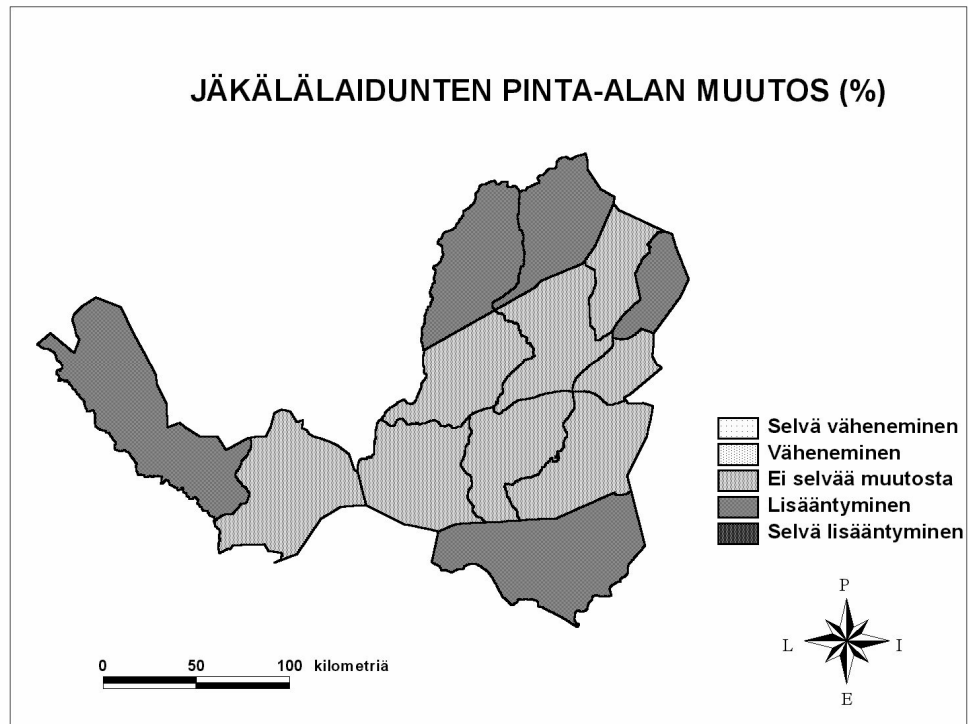 JÄKÄLÄLAIDUNTEN PINTA-ALAN MUUTOS (%)
Selvä väheneminen
Väheneminen
Ei selvää muutosta
Lisääntyminen
Selvä lisääntyminen
P
L I
E
0 50 100 kilometriä